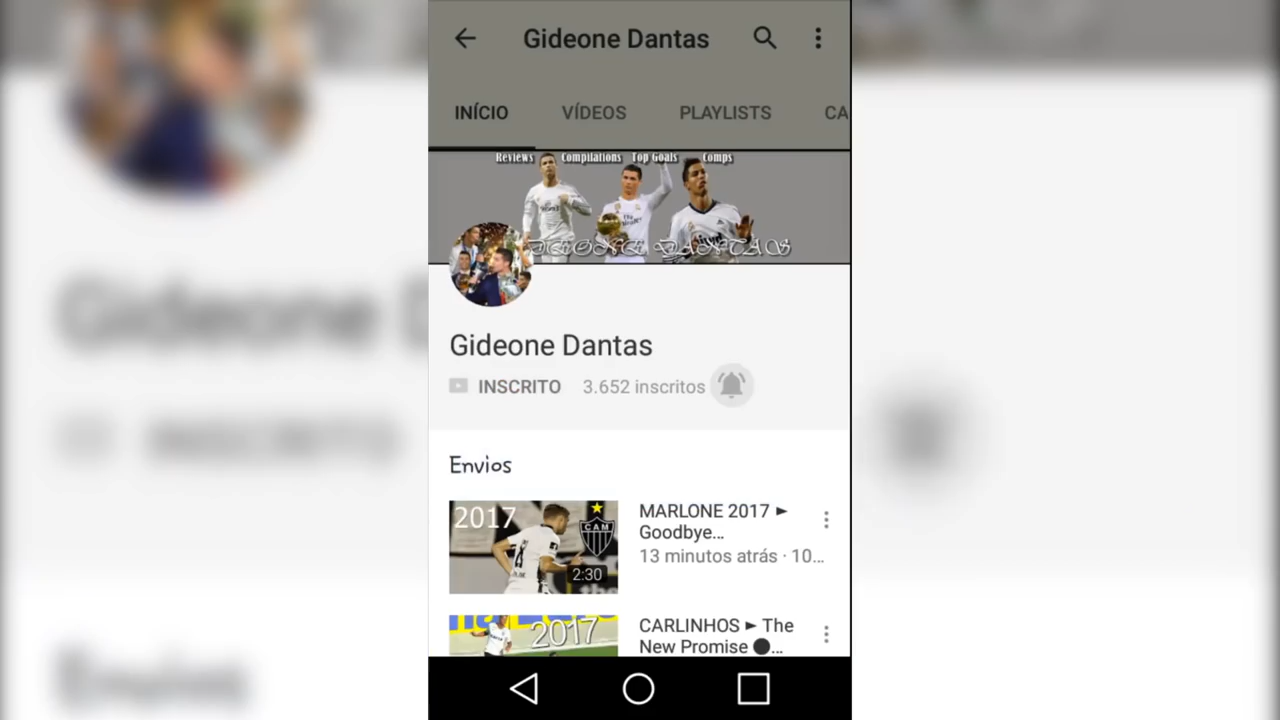 Gideone Dantas
INÍCIO VÍDEOS PLAYLISTS CA
Reviews Compilations Top Goals Comps
Gideone Dantas
INSCRITO 3.652 inscritos
Envios
2017
CAM
2:30
MARLONE 2017 ►
Goodbye...
13 minutos atrás · 10...
2017
CARLINHOS ► The
New Promise ⚫...